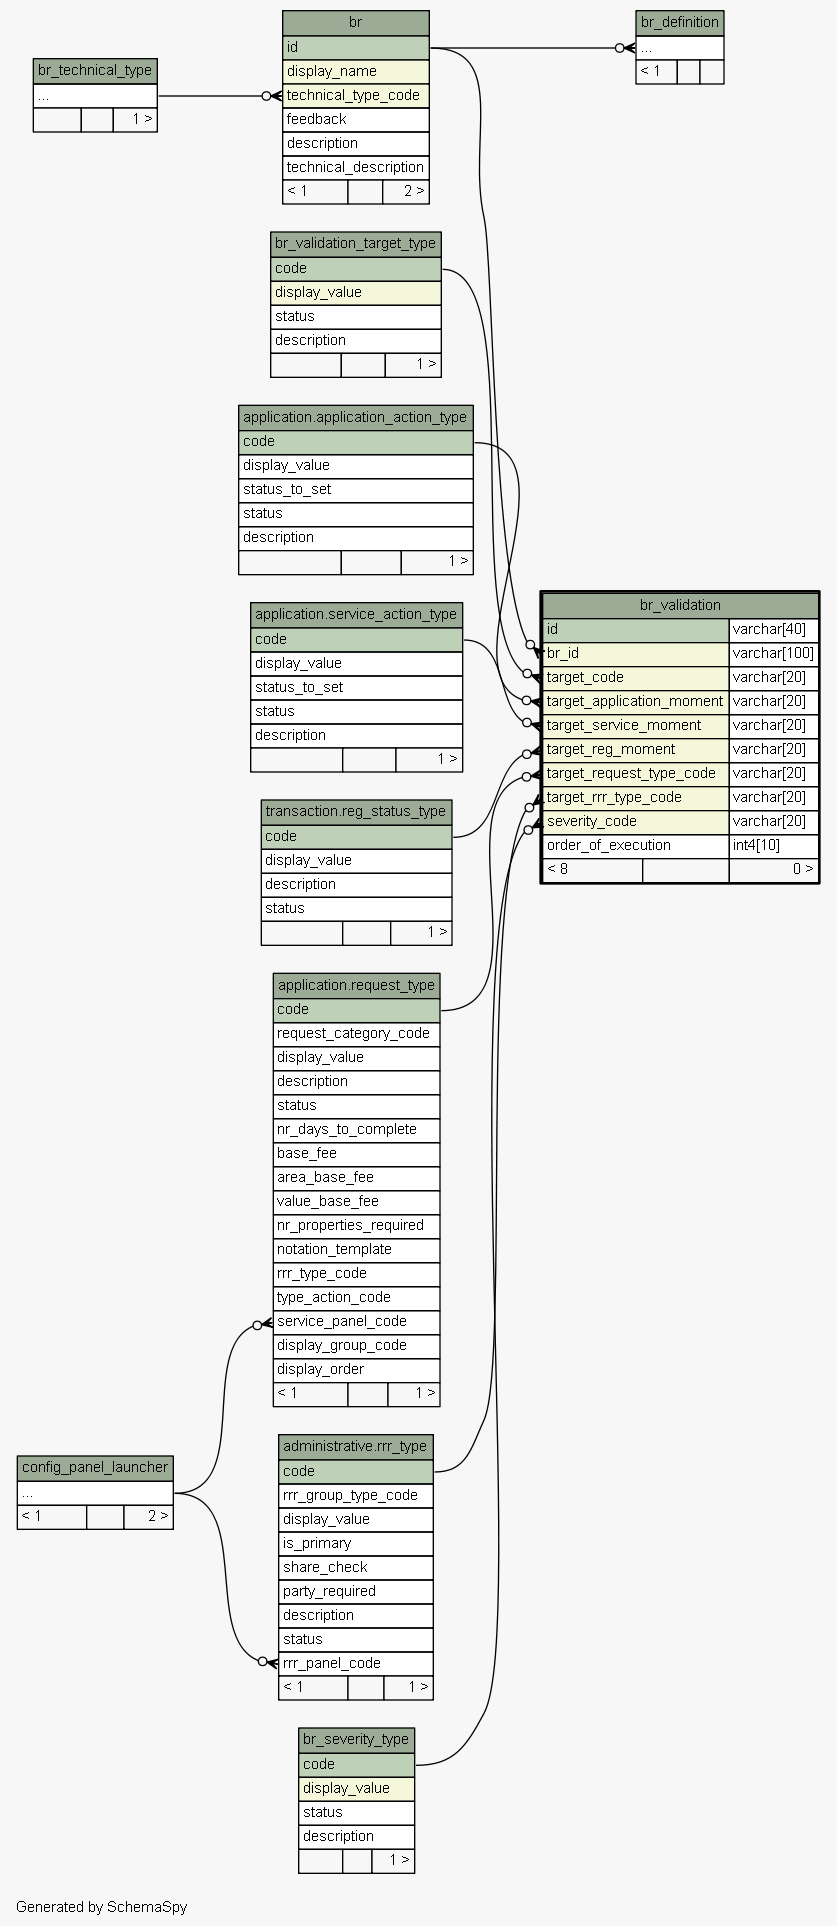 br
id
display_name
technical_type_code
feedback
description
technical_description
< 1 2 >
br_definition
...
< 1
br_technical_type
...
1 >
br_validation_target_type
code
display_value
status
description
1 >
application.application_action_type
code
display_value
status_to_set
status
description
1 >
application.service_action_type
code
display_value
status_to_set
status
description
1 >
br_validation
id varchar[40]
br_id varchar[100]
target_code varchar[20]
target_application_moment varchar[20]
target_service_moment varchar[20]
target_reg_moment varchar[20]
target_request_type_code varchar[20]
target_rrr_type_code varchar[20]
severity_code varchar[20]
order_of_execution int4[10]
< 8 0 >
transaction.reg_status_type
code
display_value
description
status
1 >
application.request_type
code
request_category_code
display_value
description
status
nr_days_to_complete
base_fee
area_base_fee
value_base_fee
nr_properties_required
notation_template
rrr_type_code
type_action_code
service_panel_code
display_group_code
display_order
< 1 1 >
config_panel_launcher
...
< 1 2 >
administrative.rrr_type
code
rrr_group_type_code
display_value
is_primary
share_check
party_required
description
status
rrr_panel_code
< 1 1 >
br_severity_type
code
display_value
status
description
1 >
Generated by SchemaSpy